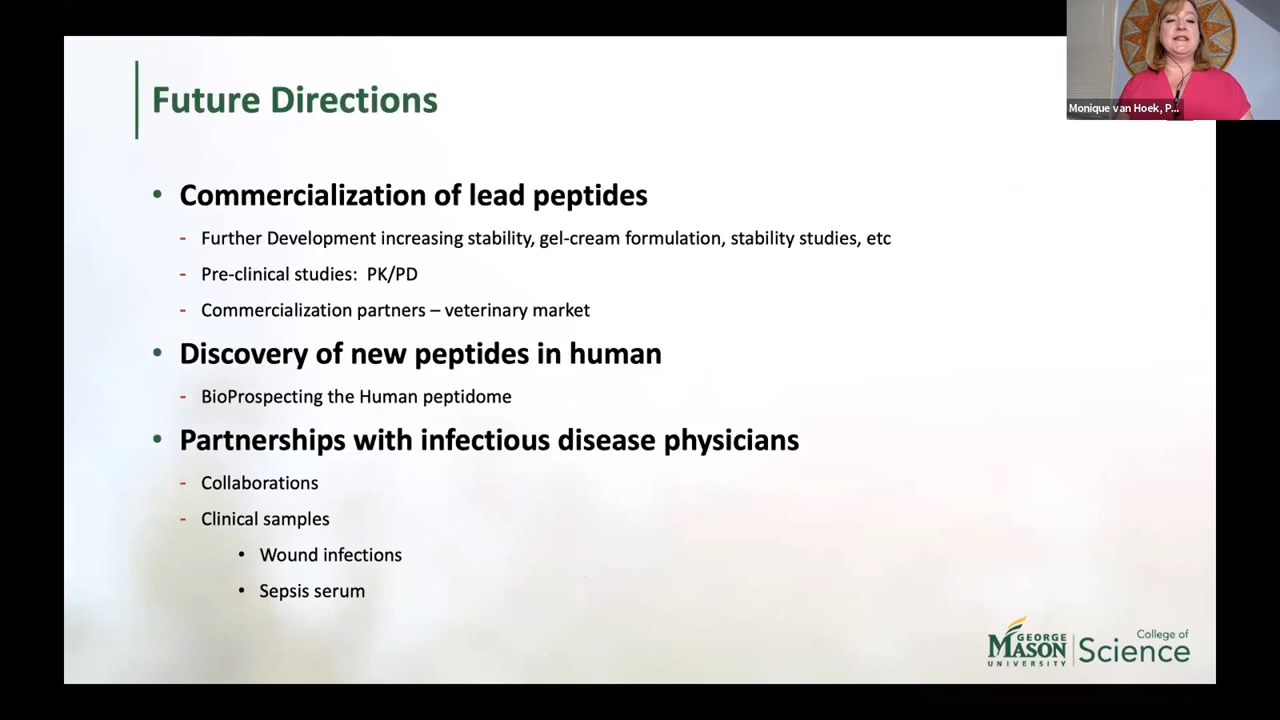 Monique van Hoek, P...
Future Directions
• Commercialization of lead peptides
- Further Development increasing stability, gel-cream formulation, stability studies, etc
- Pre-clinical studies:  PK/PD
- Commercialization partners – veterinary market
• Discovery of new peptides in human
- BioProspecting the Human peptidome
• Partnerships with infectious disease physicians
- Collaborations
- Clinical samples
• Wound infections
• Sepsis serum
GEORGE
MASON
UNIVERSITY
College of
Science